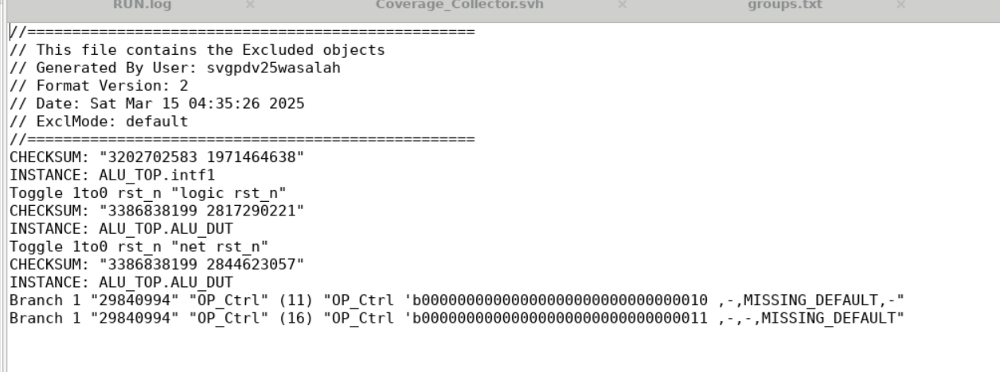 RUN.log × Coverage_Collector.svh × groups.txt ×
//==================================================
// This file contains the Excluded objects
// Generated By User: svgpdv25wasalah
// Format Version: 2
// Date: Sat Mar 15 04:35:26 2025
// ExclMode: default
//==================================================
CHECKSUM: "3202702583 1971464638"
INSTANCE: ALU_TOP.intf1
Toggle 1to0 rst_n "logic rst_n"
CHECKSUM: "3386838199 2817290221"
INSTANCE: ALU_TOP.ALU_DUT
Toggle 1to0 rst_n "net rst_n"
CHECKSUM: "3386838199 2844623057"
INSTANCE: ALU_TOP.ALU_DUT
Branch 1 "29840994" "OP_Ctrl" (11) "OP_Ctrl 'b00000000000000000000000000000010 ,-,MISSING_DEFAULT,-"
Branch 1 "29840994" "OP_Ctrl" (16) "OP_Ctrl 'b00000000000000000000000000000011 ,-,-,MISSING_DEFAULT"